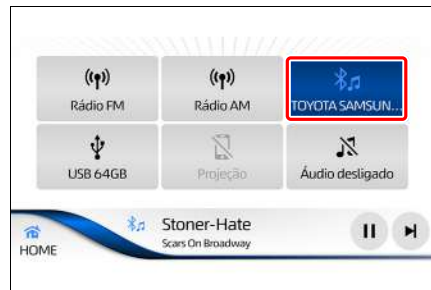 Rádio FM
Rádio AM
TOYOTA SAMSUN...
USB 64GB
Projeção
Áudio desligado
HOME
Stoner-Hate
Scars On Broadway